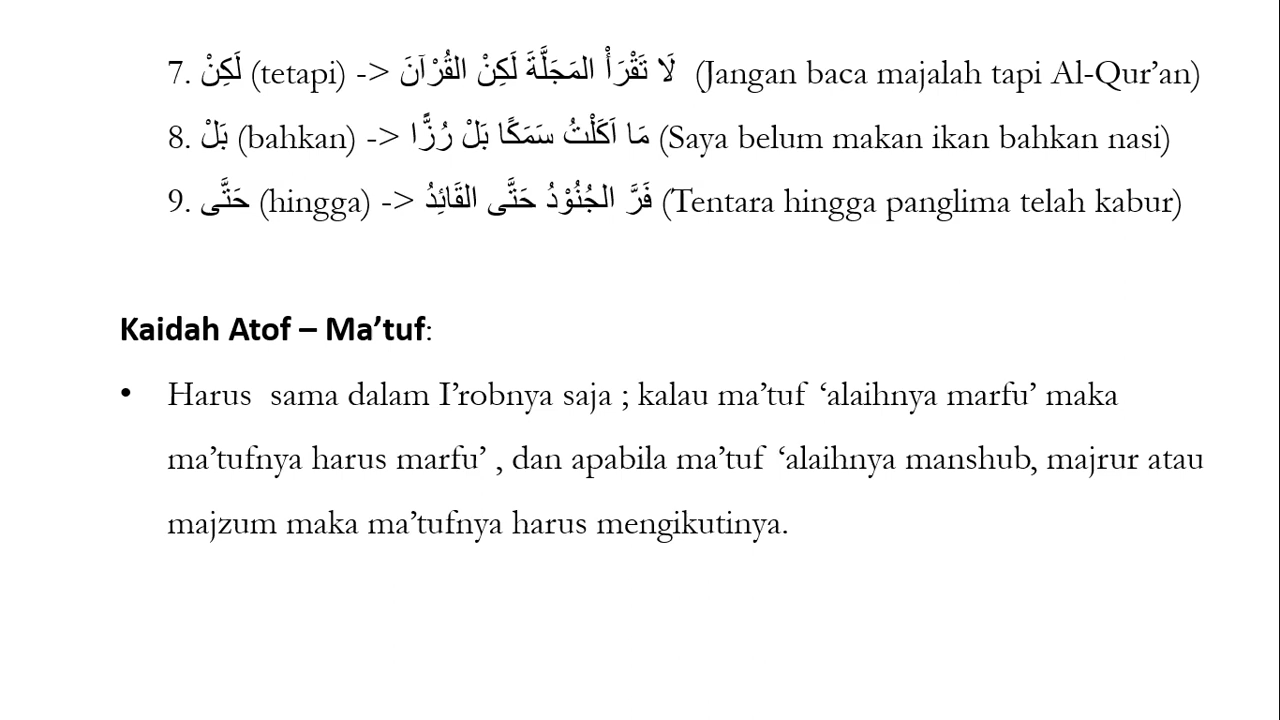 7. لَكِنْ (tetapi) -> لَا تَقْرَأْ المَجَلَّةَ لَكِنْ القُرْآنَ (Jangan baca majalah tapi Al-Qur’an)
8. بَلْ (bahkan) -> مَا اَكَلْتُ سَمَكًا بَلْ رُزًّا (Saya belum makan ikan bahkan nasi)
9. حَتَّى (hingga) -> فَرَّ الجُنُوْدُ حَتَّى القَائِدُ (Tentara hingga panglima telah kabur)
Kaidah Atof – Ma’tuf:
• Harus sama dalam I’robnya saja ; kalau ma’tuf ‘alaihnya marfu’ maka
ma’tufnya harus marfu’ , dan apabila ma’tuf ‘alaihnya manshub, majrur atau
majzum maka ma’tufnya harus mengikutinya.